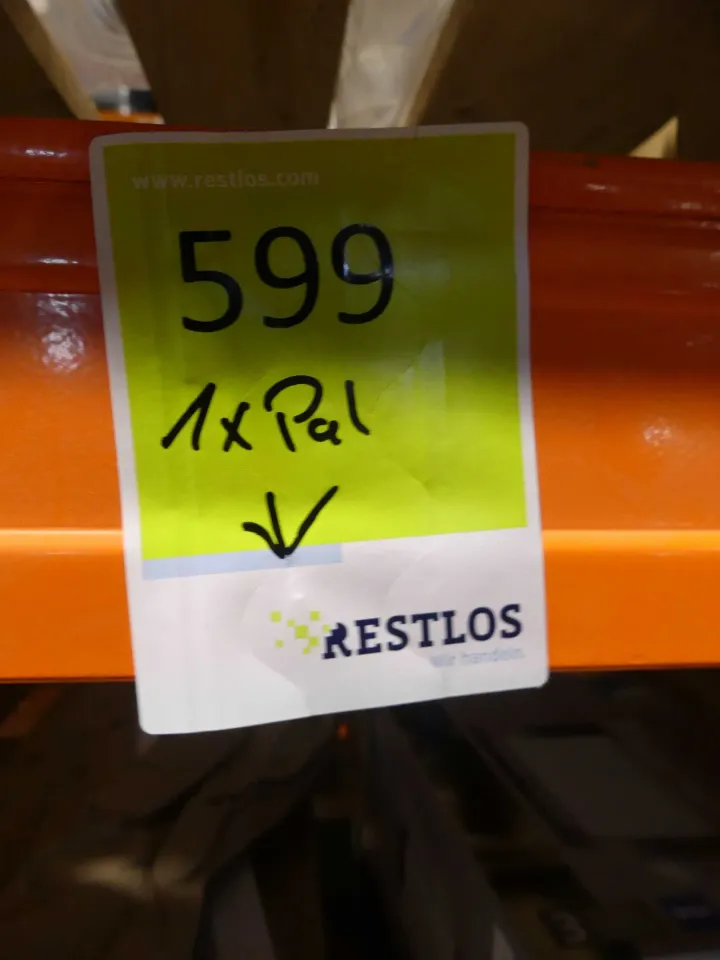 www.restlos.com
599
1x Pal
RESTLOS
Wir handeln.